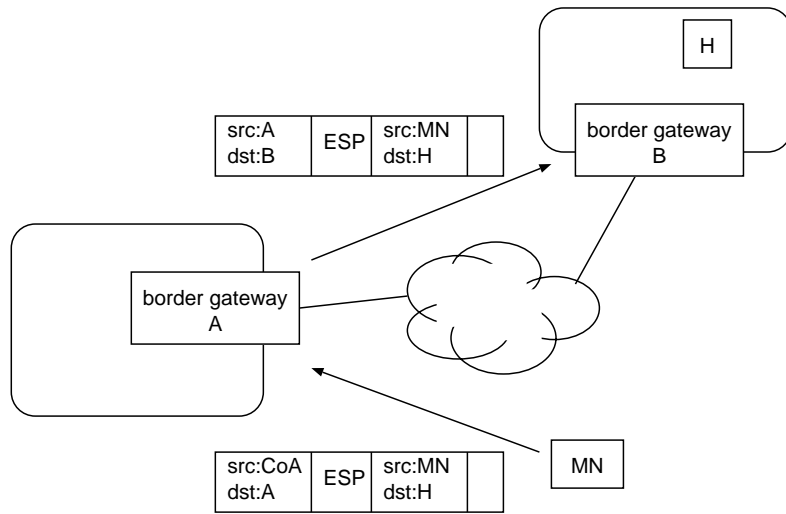 H
src:A ESP src:MN
dst:B dst:H
border gateway
B
border gateway
A
src:CoA ESP src:MN
dst:A dst:H
MN